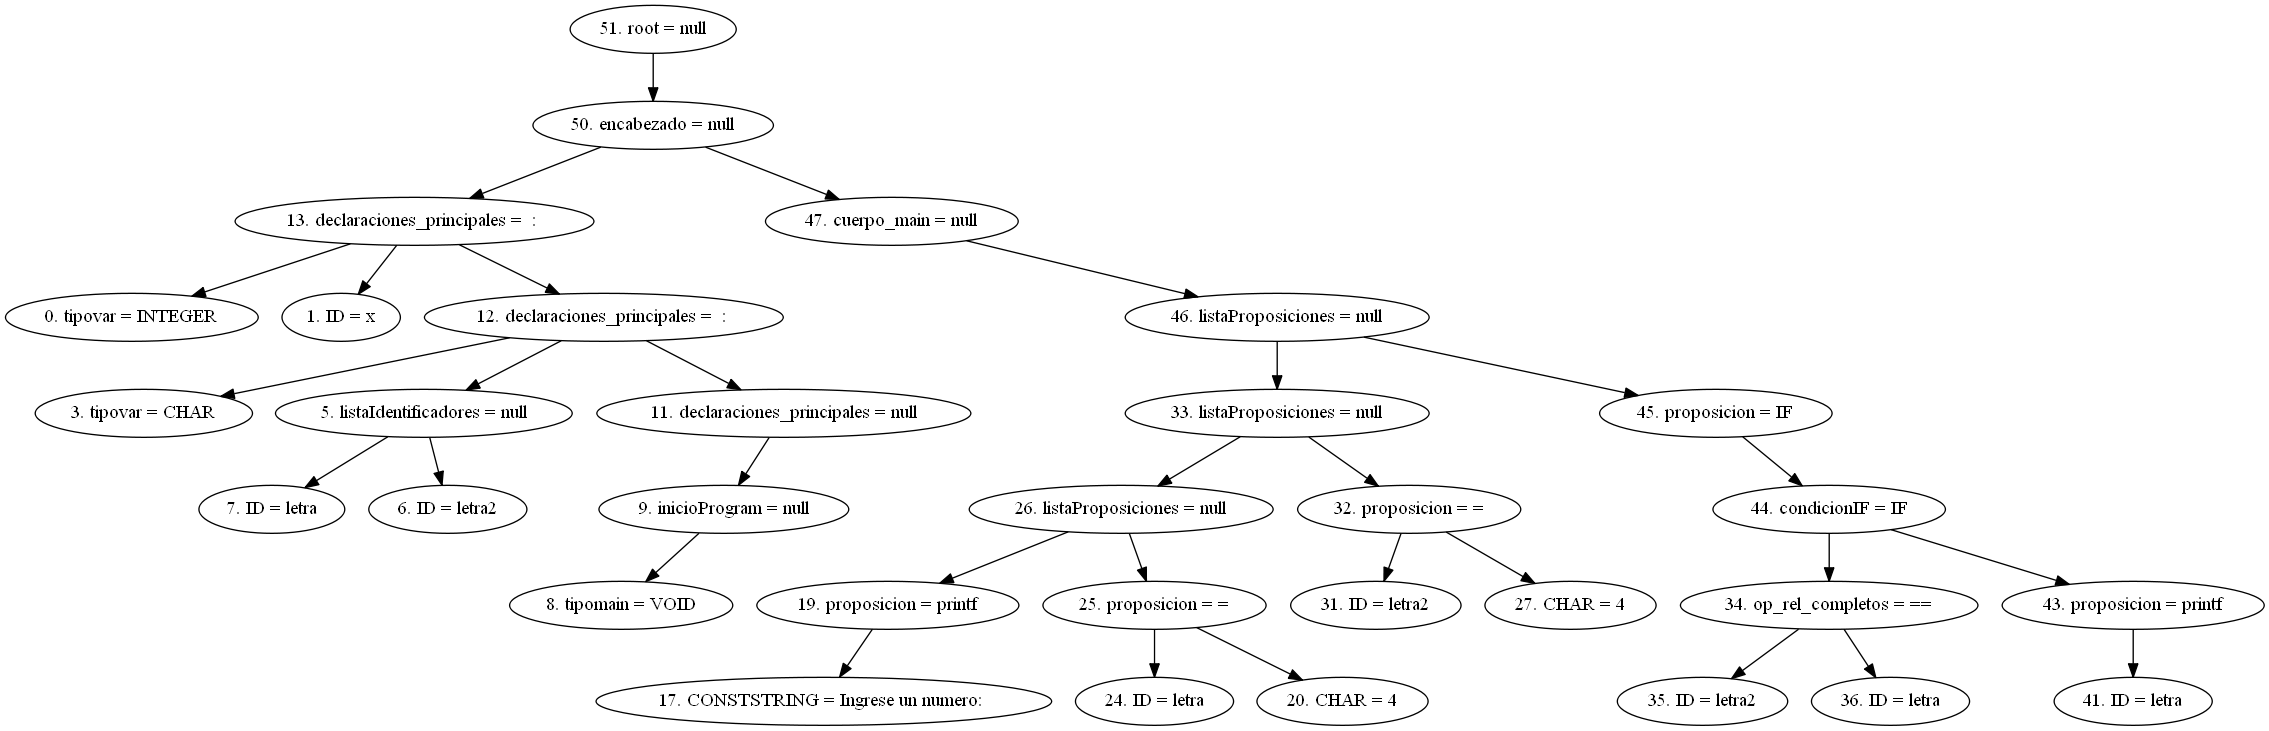 51. root = null
50. encabezado = null
13. declaraciones_principales = :
47. cuerpo_main = null
0. tipovar = INTEGER
1. ID = x
12. declaraciones_principales = :
46. listaProposiciones = null
3. tipovar = CHAR
5. listaIdentificadores = null
11. declaraciones_principales = null
33. listaProposiciones = null
45. proposicion = IF
7. ID = letra
6. ID = letra2
9. inicioProgram = null
26. listaProposiciones = null
32. proposicion = =
44. condicionIF = IF
8. tipomain = VOID
19. proposicion = printf
25. proposicion = =
31. ID = letra2
27. CHAR = 4
34. op_rel_completos = ==
43. proposicion = printf
17. CONSTSTRING = Ingrese un numero:
24. ID = letra
20. CHAR = 4
35. ID = letra2
36. ID = letra
41. ID = letra